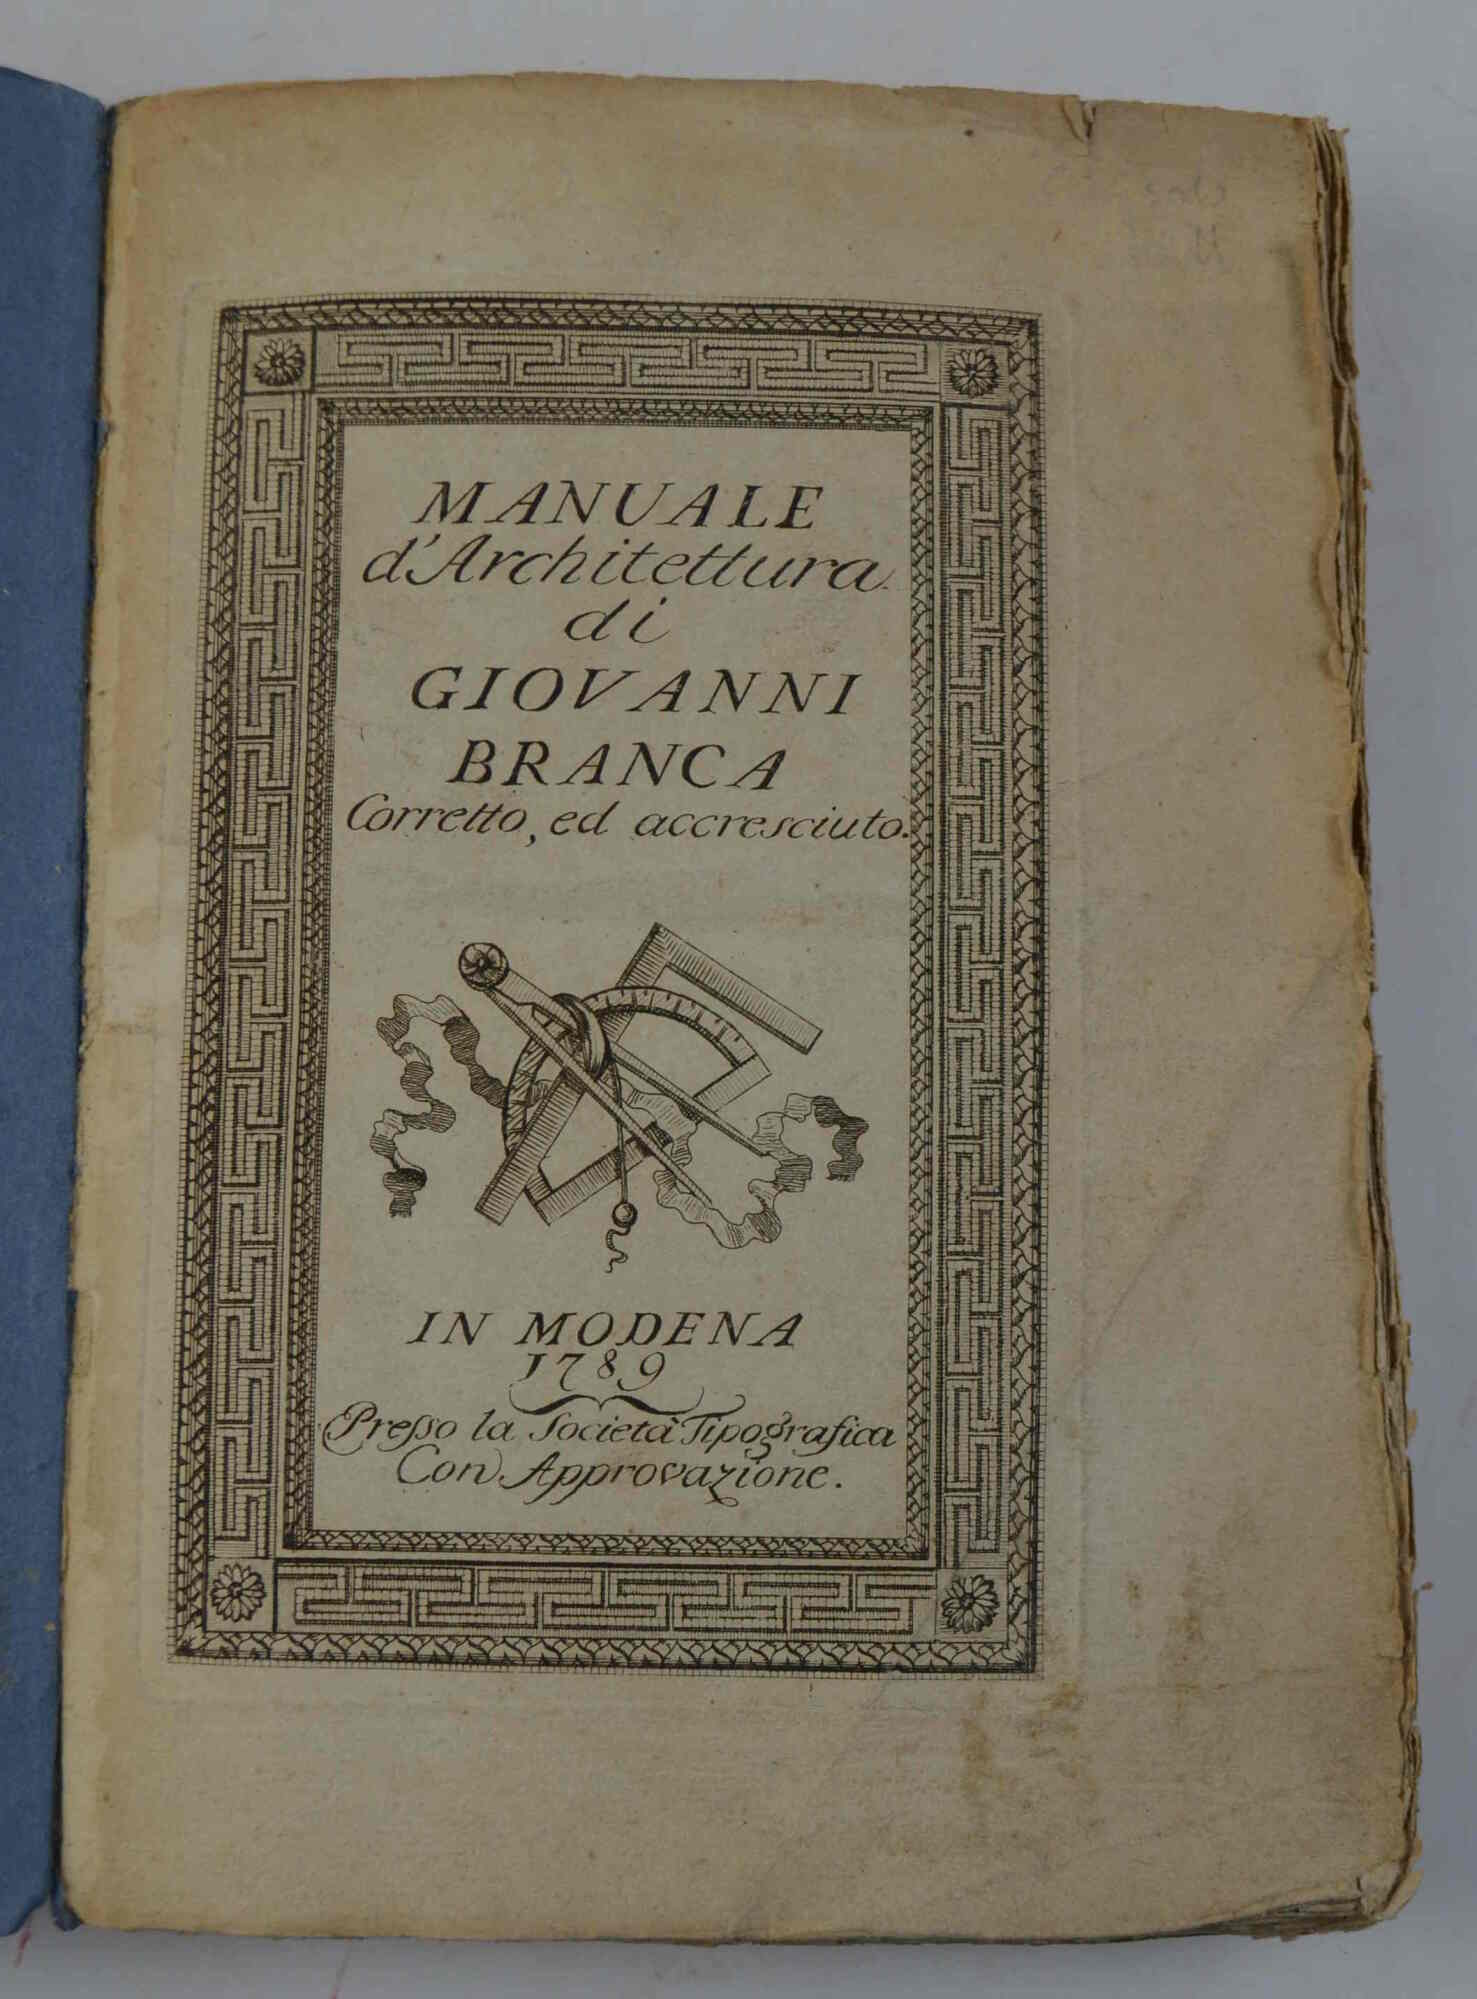 MANUALE
d'Architettura
di
GIOVANNI
BRANCA
Corretto, ed accresciuto.
IN MODENA
1789
Presso la Società Tipografica
Con Approvazione.